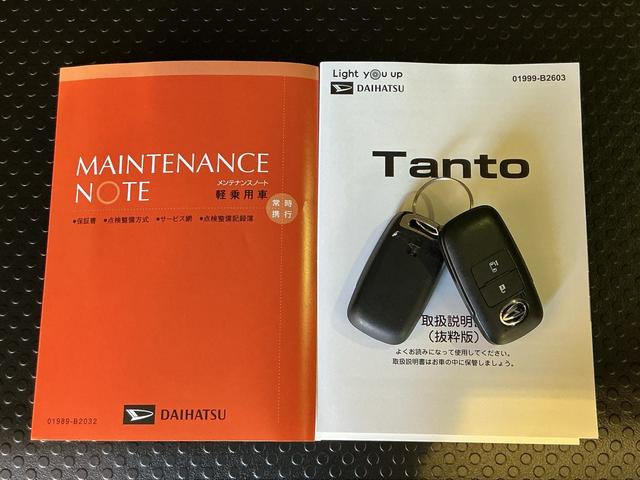 MAINTENANCE
NOTE
メンテナンスノート
軽乗用車
常時
携行
●保証書 ●点検整備方式 ●サービス網 ●点検整備記録簿
DAIHATSU
01989-B2032
Light you up
DAIHATSU
01999-B2603
Tanto
取扱説明
（抜粋版）
よくお読みになって使用してください。
取扱説明書はお車の中に保管しましょう。